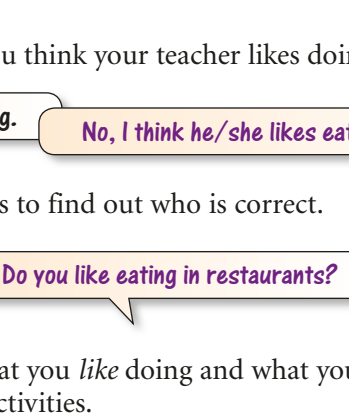 u think your teacher likes doin
g.
No, I think he/she likes eat
s to find out who is correct.
Do you like eating in restaurants?
at you like doing and what you
ctivities.